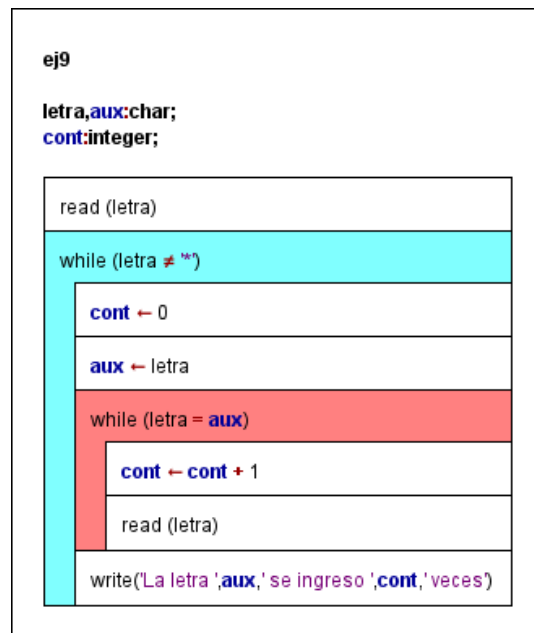 ej9
letra,aux:char;
cont:integer;
read (letra)
while (letra ≠ '*')
cont ← 0
aux ← letra
while (letra = aux)
cont ← cont + 1
read (letra)
write('La letra ',aux,' se ingreso ',cont,' veces')